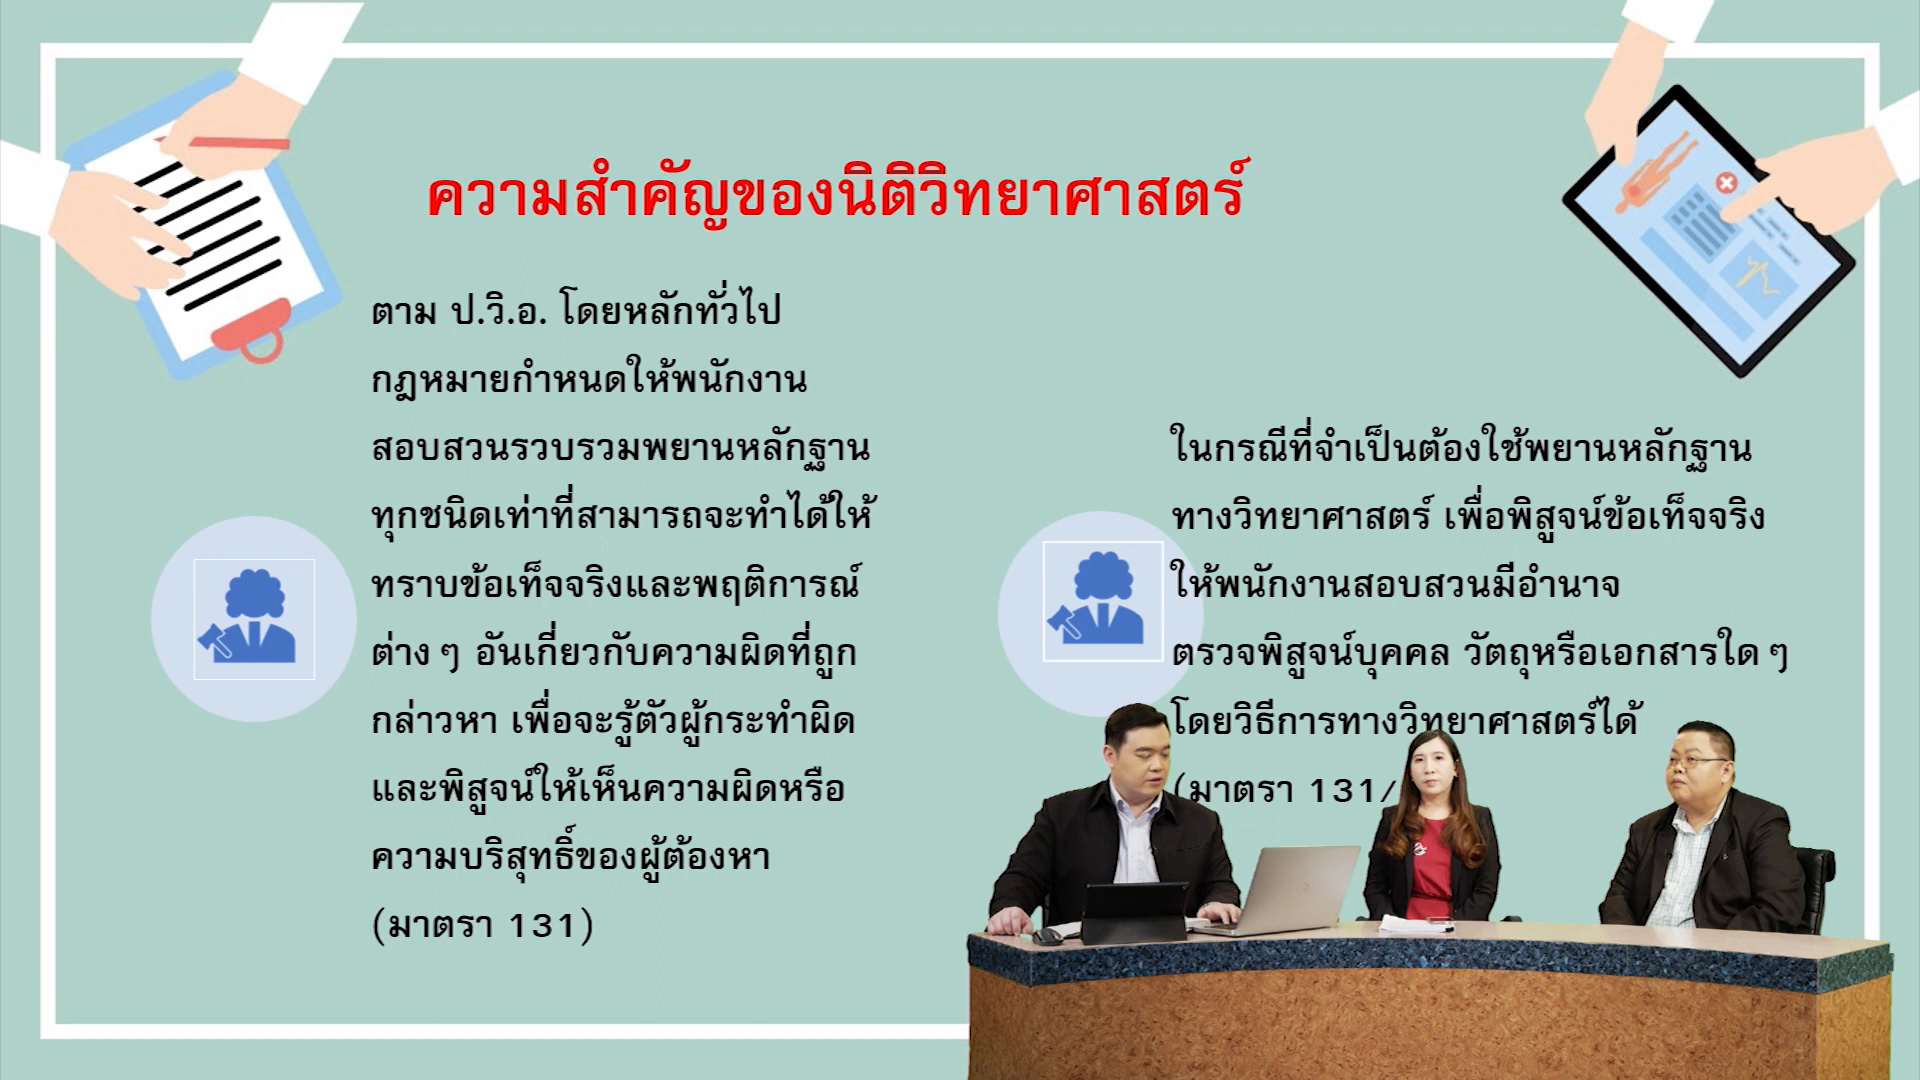 ความสำคัญของนิติวิทยาศาสตร์
ตาม ป.วิ.อ. โดยหลักทั่วไป
กฎหมายกำหนดให้พนักงาน
สอบสวนรวบรวมพยานหลักฐาน
ทุกชนิดเท่าที่สามารถจะทำได้ให้
ทราบข้อเท็จจริงและพฤติการณ์
ต่าง ๆ อันเกี่ยวกับความผิดที่ถูก
กล่าวหา เพื่อจะรู้ตัวผู้กระทำผิด
และพิสูจน์ให้เห็นความผิดหรือ
ความบริสุทธิ์ของผู้ต้องหา
(มาตรา 131)
ในกรณีที่จำเป็นต้องใช้พยานหลักฐาน
ทางวิทยาศาสตร์ เพื่อพิสูจน์ข้อเท็จจริง
ให้พนักงานสอบสวนมีอำนาจ
ตรวจพิสูจน์บุคคล วัตถุหรือเอกสารใด ๆ
โดยวิธีการทางวิทยาศาสตร์ได้
(มาตรา 131/